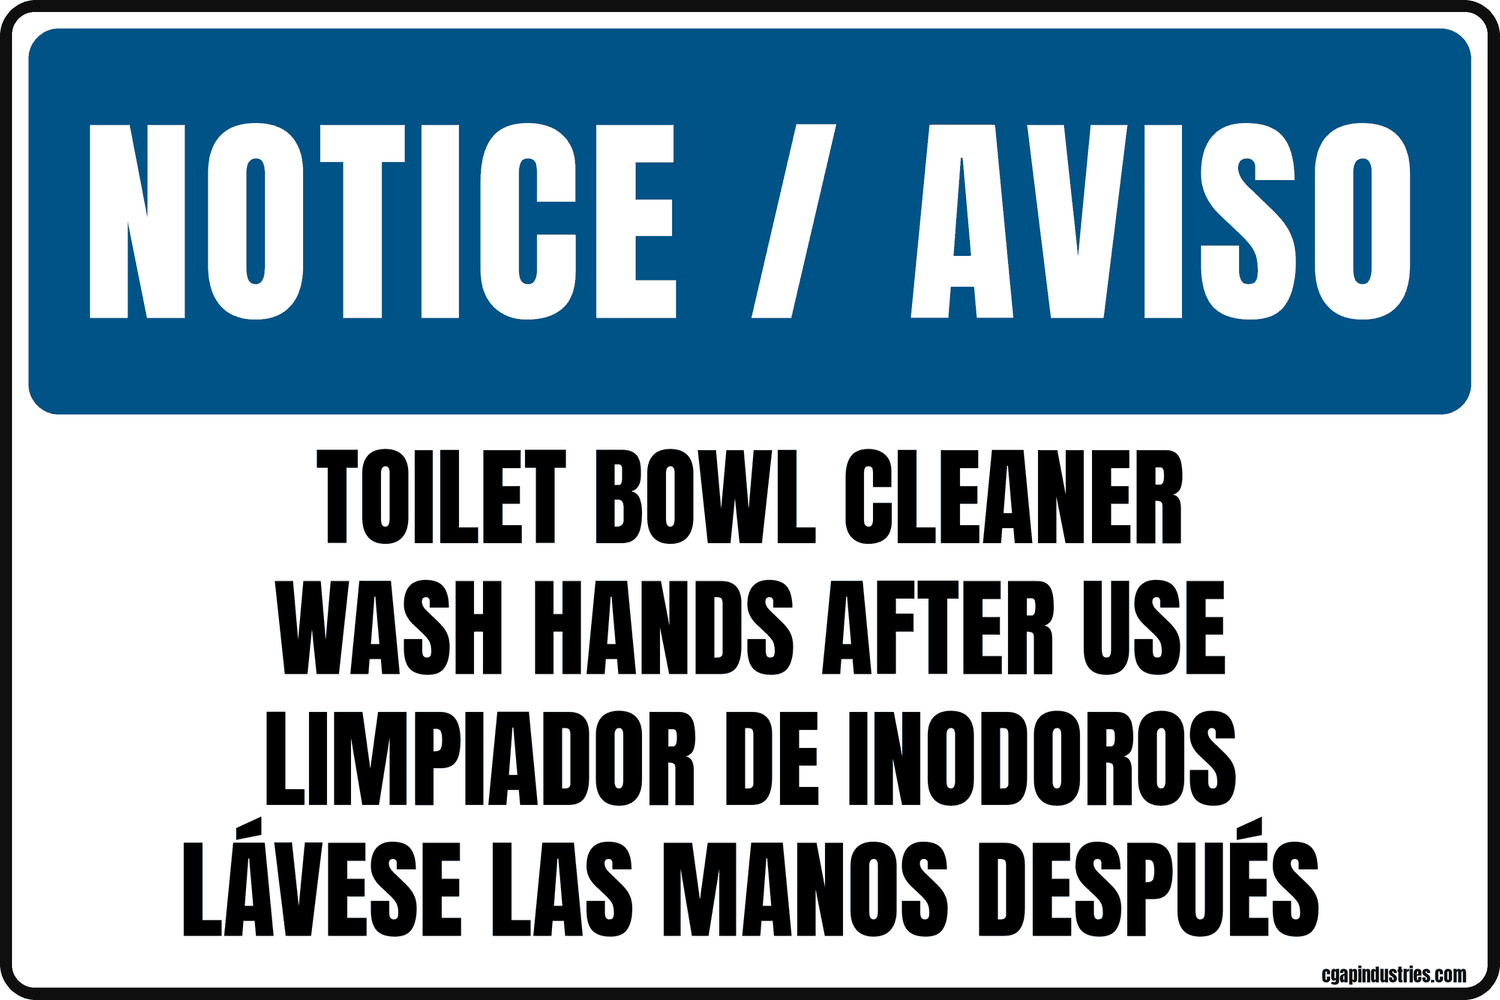 NOTICE / AVISO
TOILET BOWL CLEANER
WASH HANDS AFTER USE
LIMPIADOR DE INODOROS
LÁVESE LAS MANOS DESPUÉS
cgapindustries.com